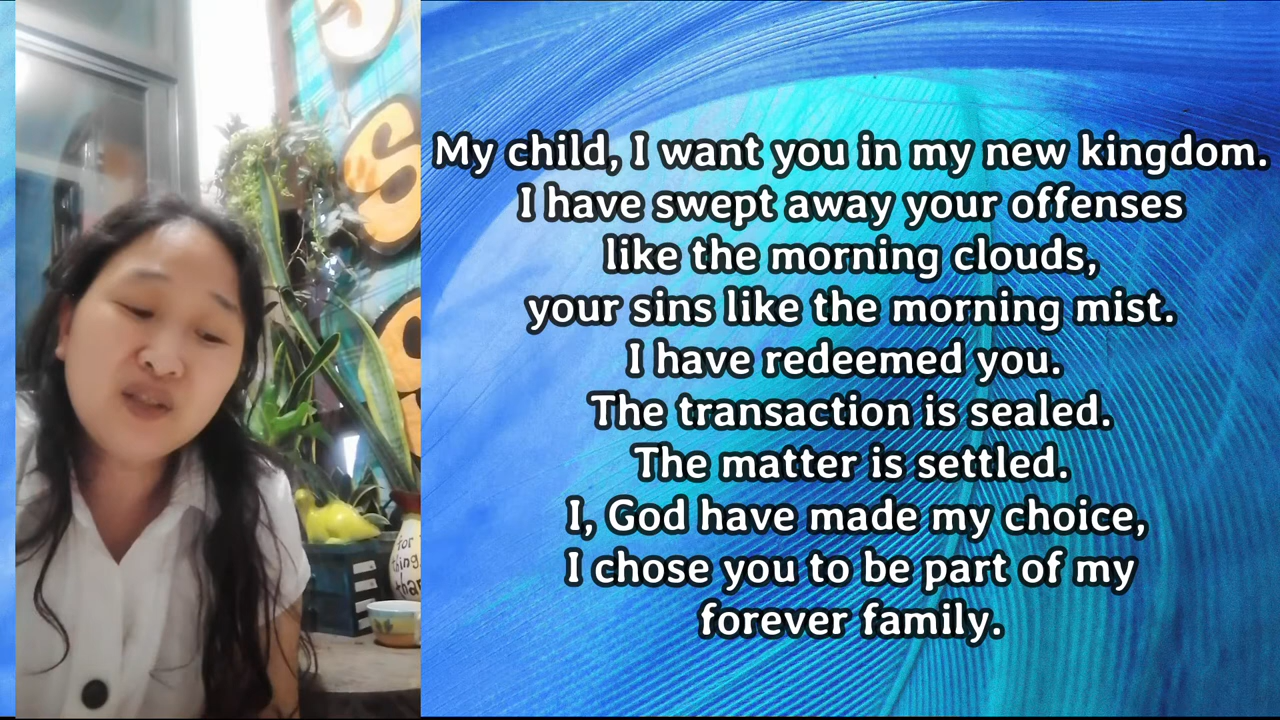 My child, I want you in my new kingdom.
I have swept away your offenses
like the morning clouds,
your sins like the morning mist.
I have redeemed you.
The transaction is sealed.
The matter is settled.
I, God have made my choice,
I chose you to be part of my
forever family.
S
S
for
thing